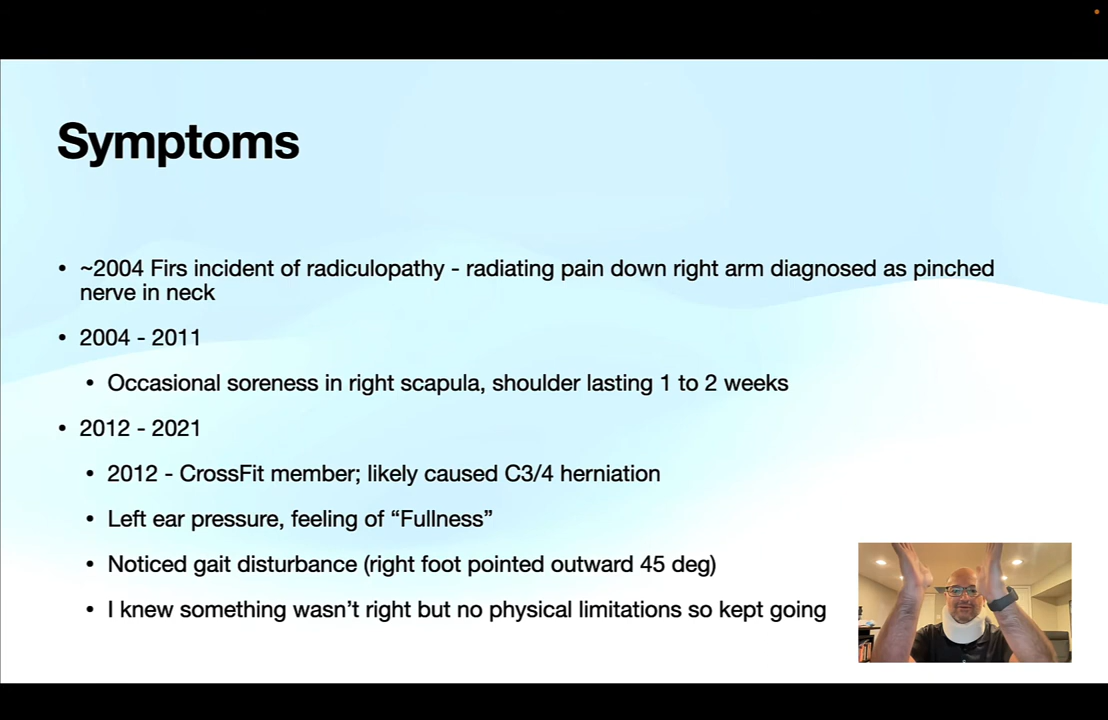 Symptoms
• ~2004 Firs incident of radiculopathy - radiating pain down right arm diagnosed as pinched
nerve in neck
• 2004 - 2011
• Occasional soreness in right scapula, shoulder lasting 1 to 2 weeks
• 2012 - 2021
• 2012 - CrossFit member; likely caused C3/4 herniation
• Left ear pressure, feeling of “Fullness”
• Noticed gait disturbance (right foot pointed outward 45 deg)
• I knew something wasn’t right but no physical limitations so kept going